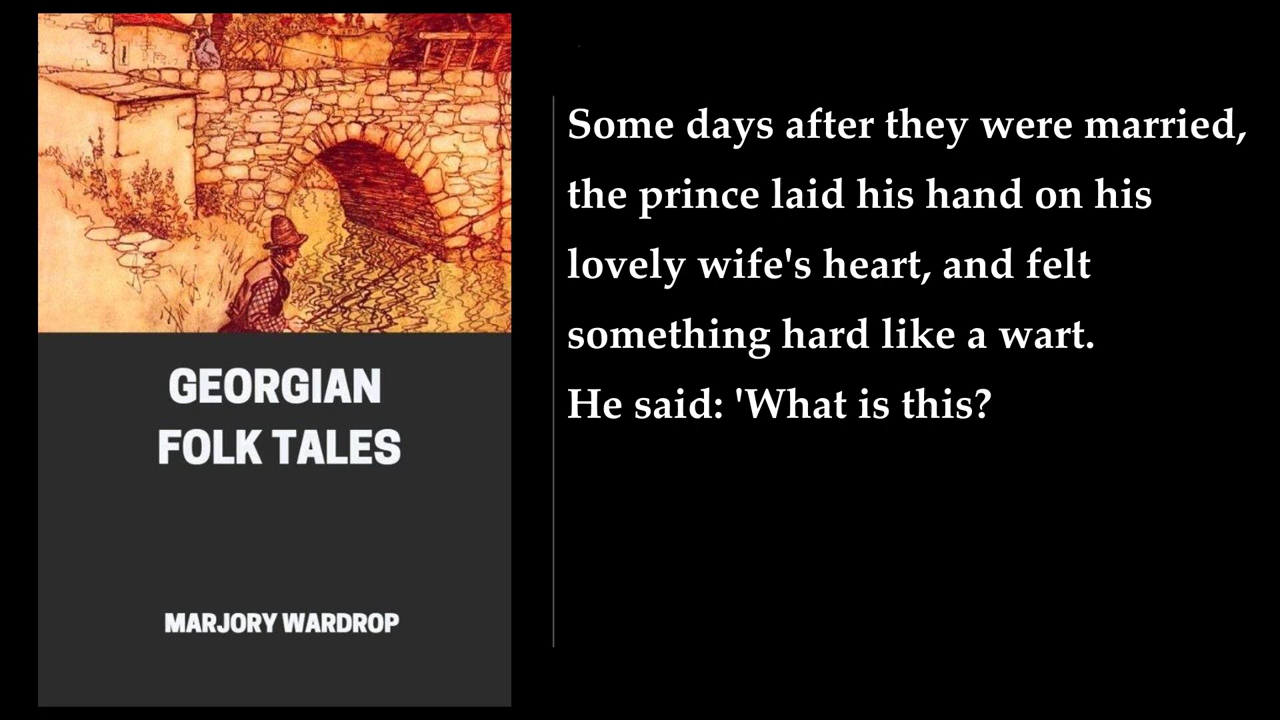 GEORGIAN
FOLK TALES
MARJORY WARDROP
Some days after they were married,
the prince laid his hand on his
lovely wife's heart, and felt
something hard like a wart.
He said: 'What is this?